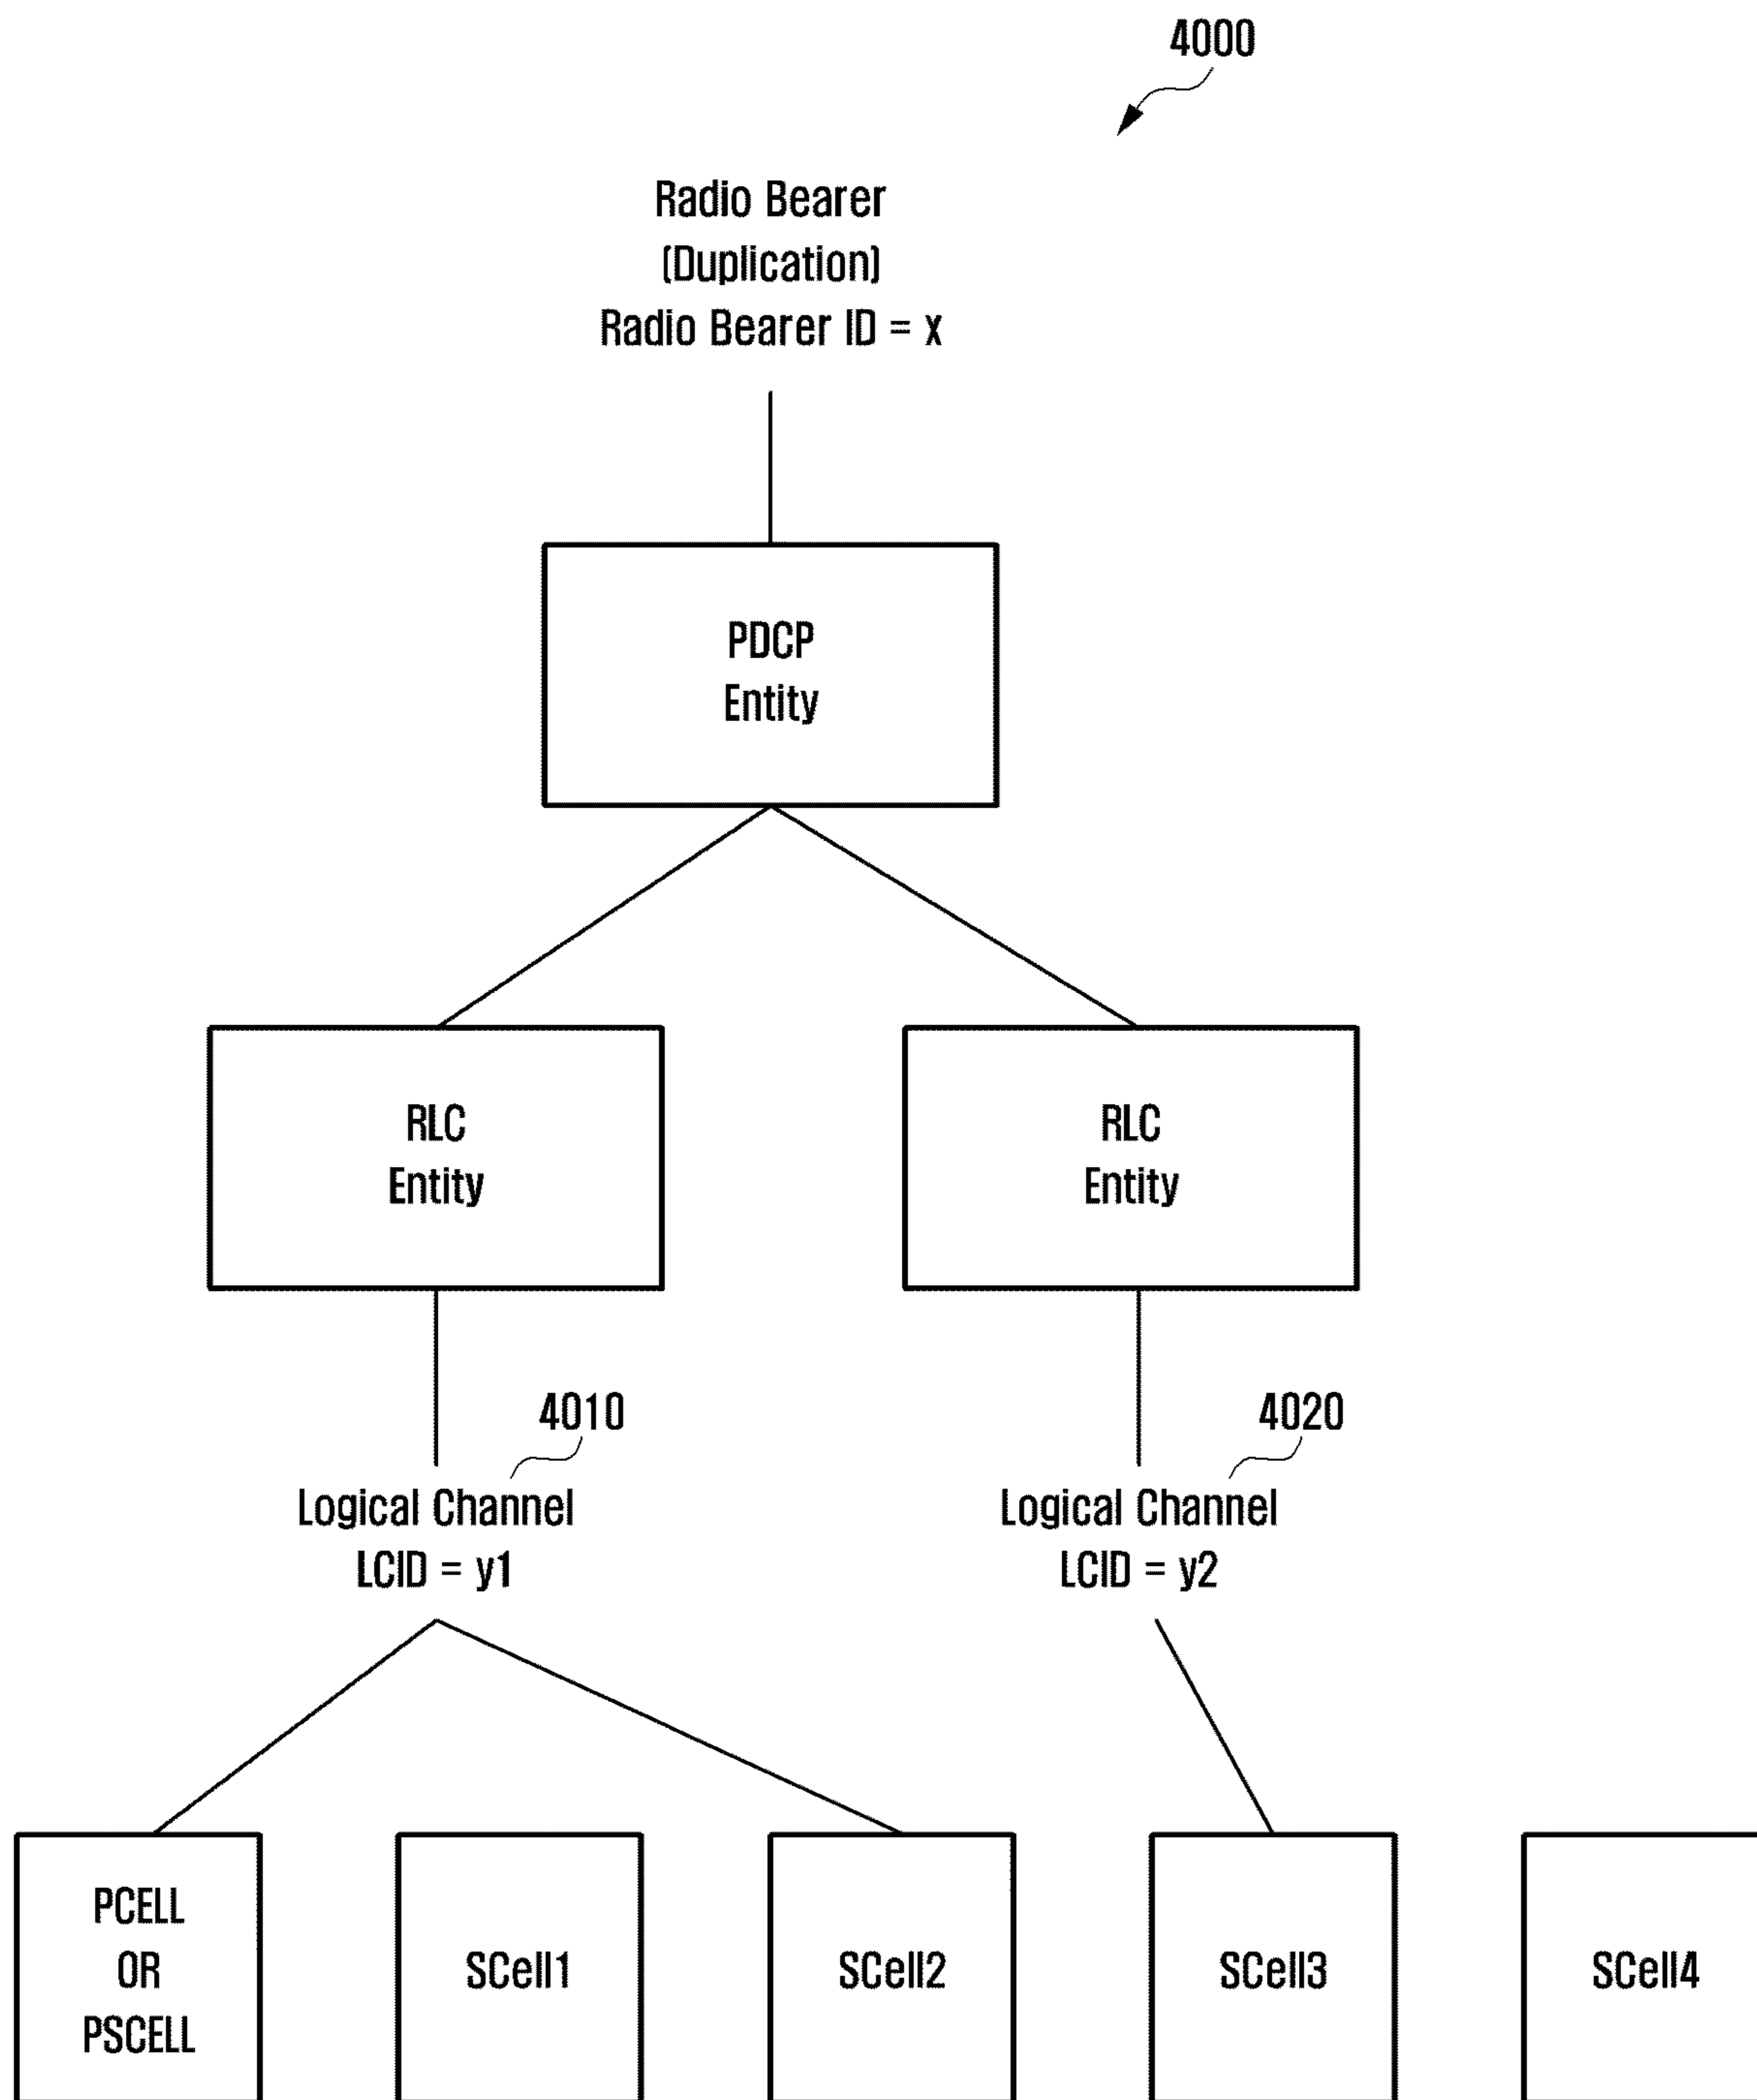 4000
Radio Bearer
(Duplication)
Radio Bearer ID = x
PDCP
Entity
RLC
Entity
RLC
Entity
4010
Logical Channel
LCID = y1
4020
Logical Channel
LCID = y2
PCELL
OR
PSCELL
SCell1
SCell2
SCell3
SCell4